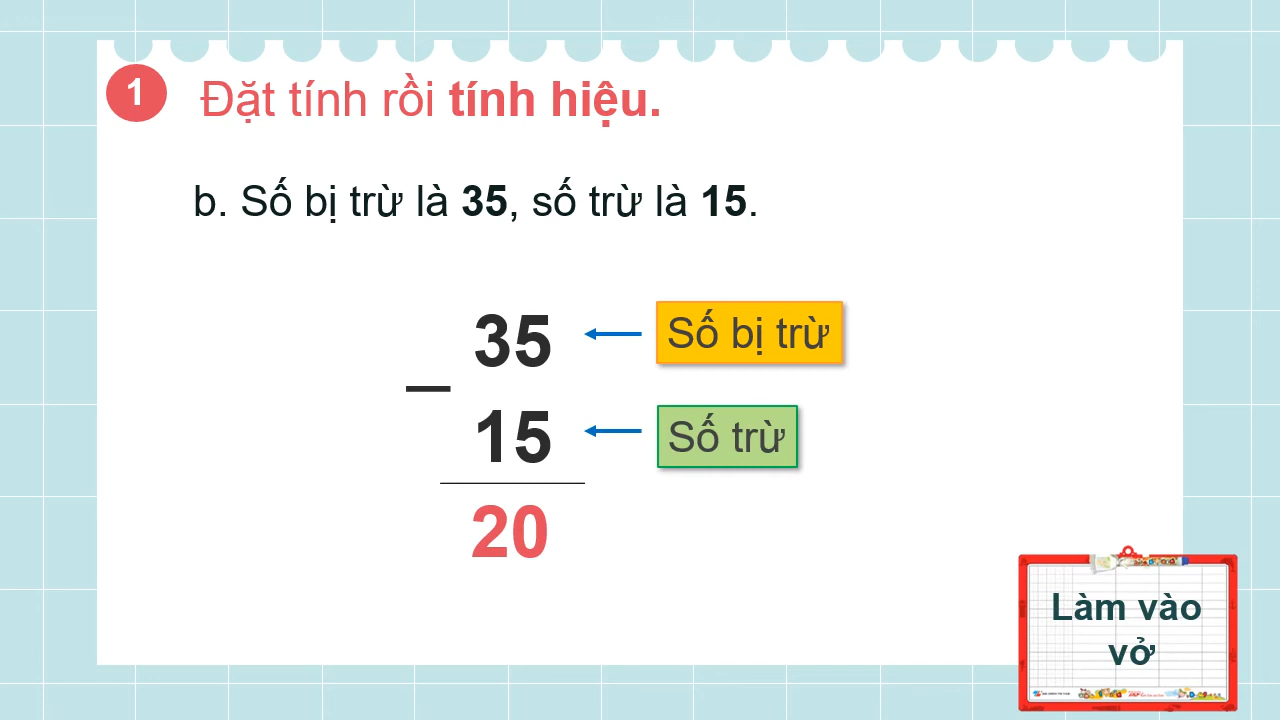 1 Đặt tính rồi tính hiệu.
b. Số bị trừ là 35, số trừ là 15.
35 Số bị trừ
–
15 Số trừ
20
Làm vào
vở